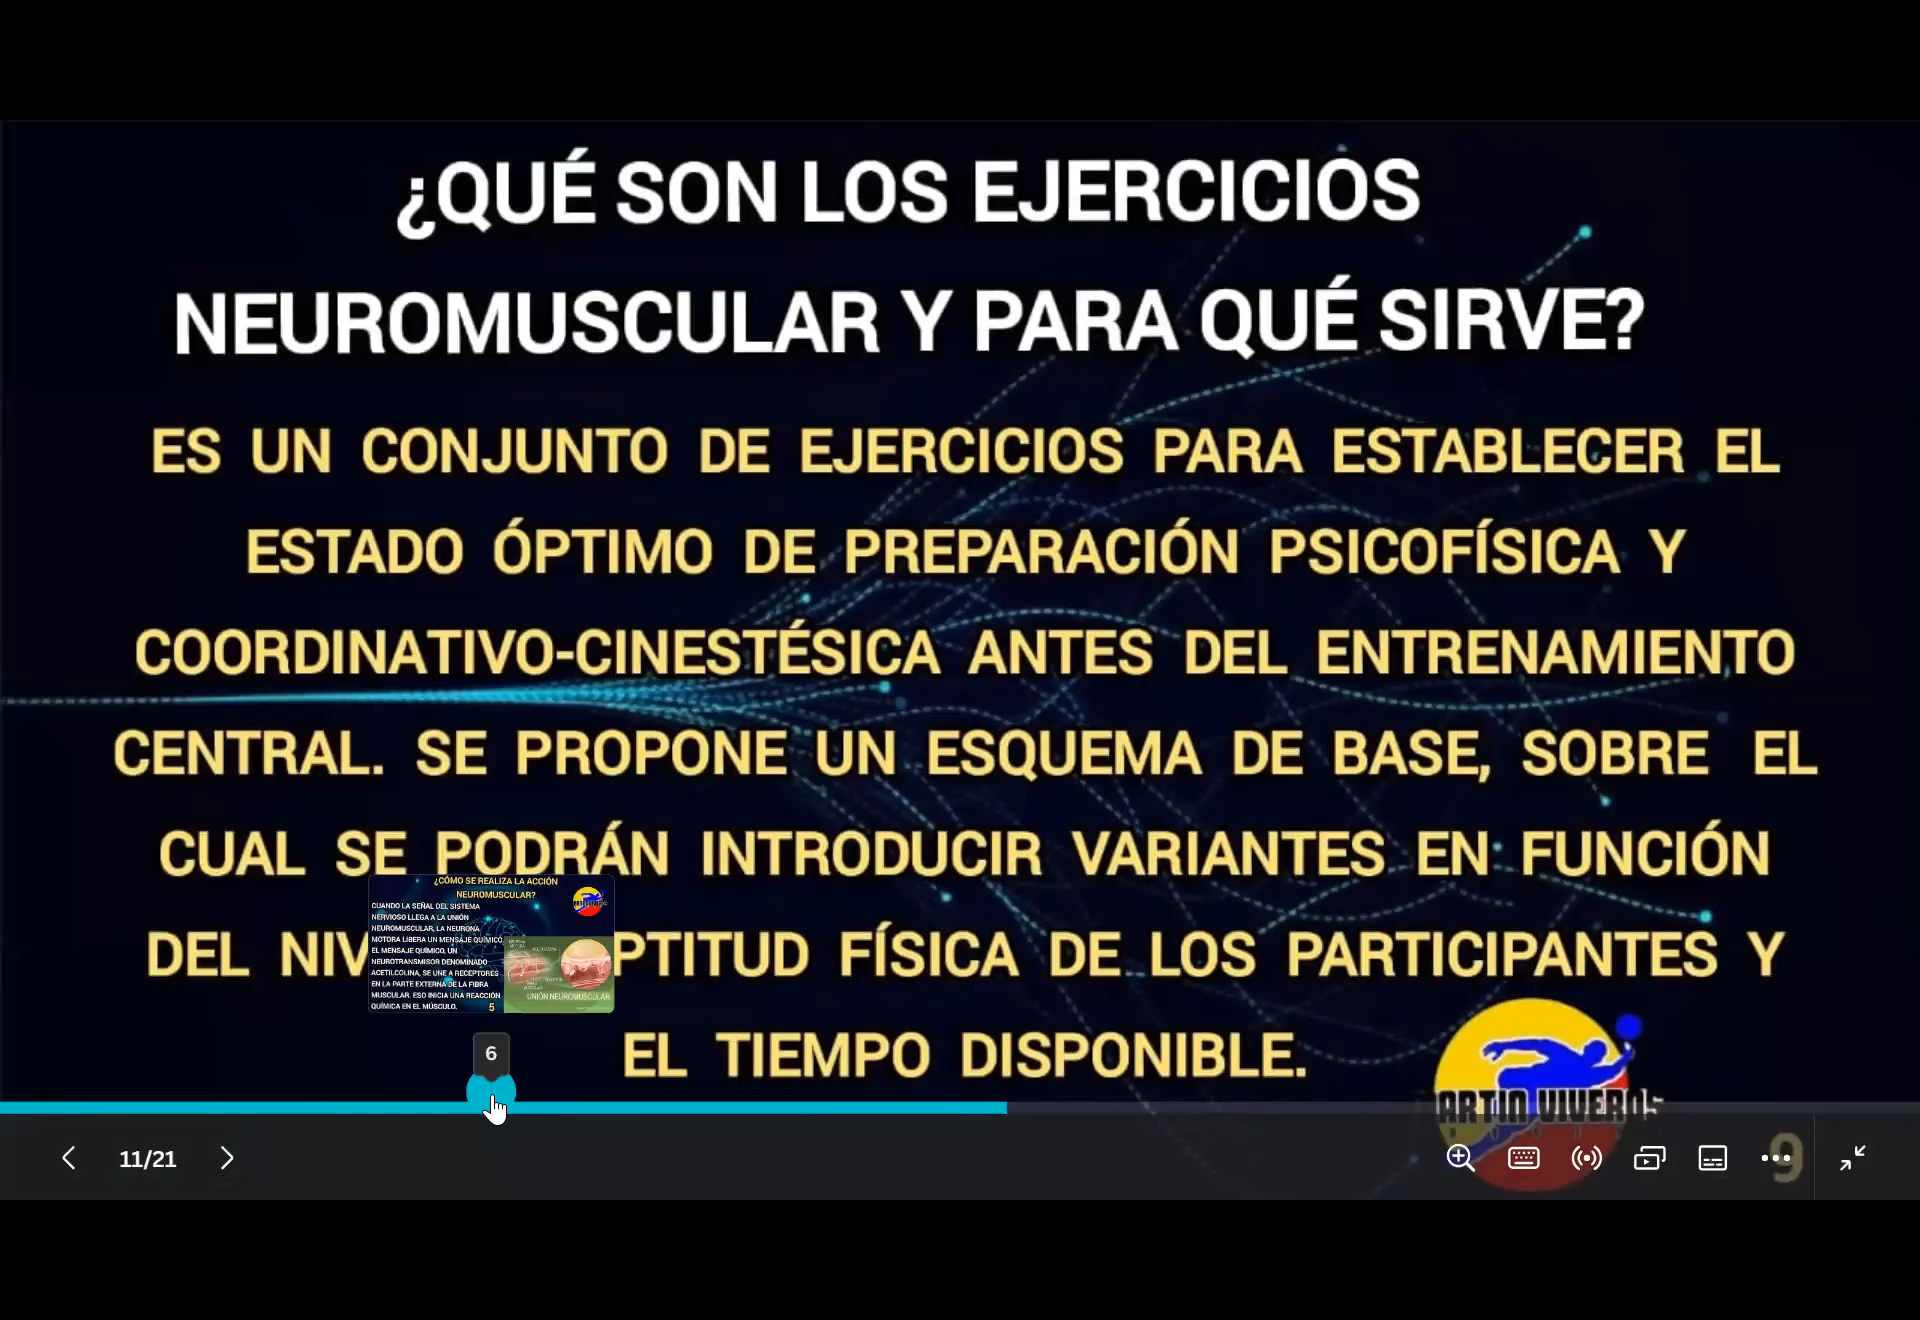 ¿QUÉ SON LOS EJERCICIOS
NEUROMUSCULAR Y PARA QUÉ SIRVE?
ES UN CONJUNTO DE EJERCICIOS PARA ESTABLECER EL
ESTADO ÓPTIMO DE PREPARACIÓN PSICOFÍSICA Y
COORDINATIVO-CINESTÉSICA ANTES DEL ENTRENAMIENTO
CENTRAL. SE PROPONE UN ESQUEMA DE BASE, SOBRE EL
CUAL SE PODRÁN INTRODUCIR VARIANTES EN FUNCIÓN
DEL NIV PTITUD FÍSICA DE LOS PARTICIPANTES Y
EL TIEMPO DISPONIBLE.
¿CÓMO SE REALIZA LA ACCIÓN
NEUROMUSCULAR?
CUANDO LA SEÑAL DEL SISTEMA
NERVIOSO LLEGA A LA UNIÓN
NEUROMUSCULAR, LA NEURONA
MOTORA LIBERA UN MENSAJE QUÍMICO.
EL MENSAJE QUÍMICO, UN
NEUROTRANSMISOR DENOMINADO
ACETILCOLINA, SE UNE A RECEPTORES
EN LA PARTE EXTERNA DE LA FIBRA
MUSCULAR. ESO INICIA UNA REACCIÓN
QUÍMICA EN EL MÚSCULO.
5
UNIÓN NEUROMUSCULAR
6
ARTIN VIVEROS
9
11/21